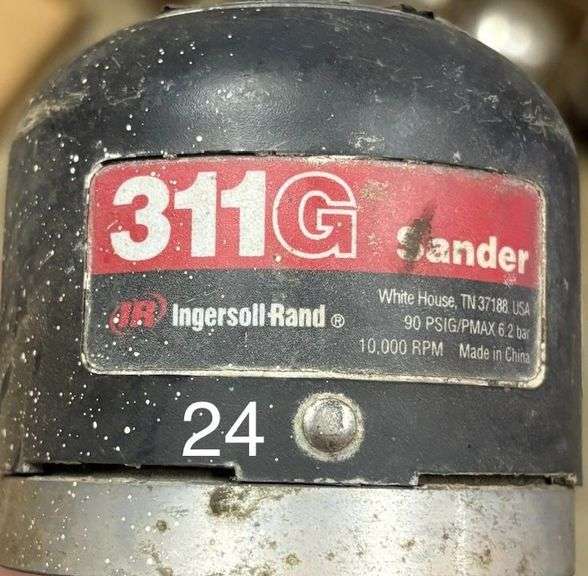 311G Sander
IR Ingersoll-Rand ®
White House, TN 37188 USA
90 PSIG/PMAX 6.2 bar
10,000 RPM Made in China
24